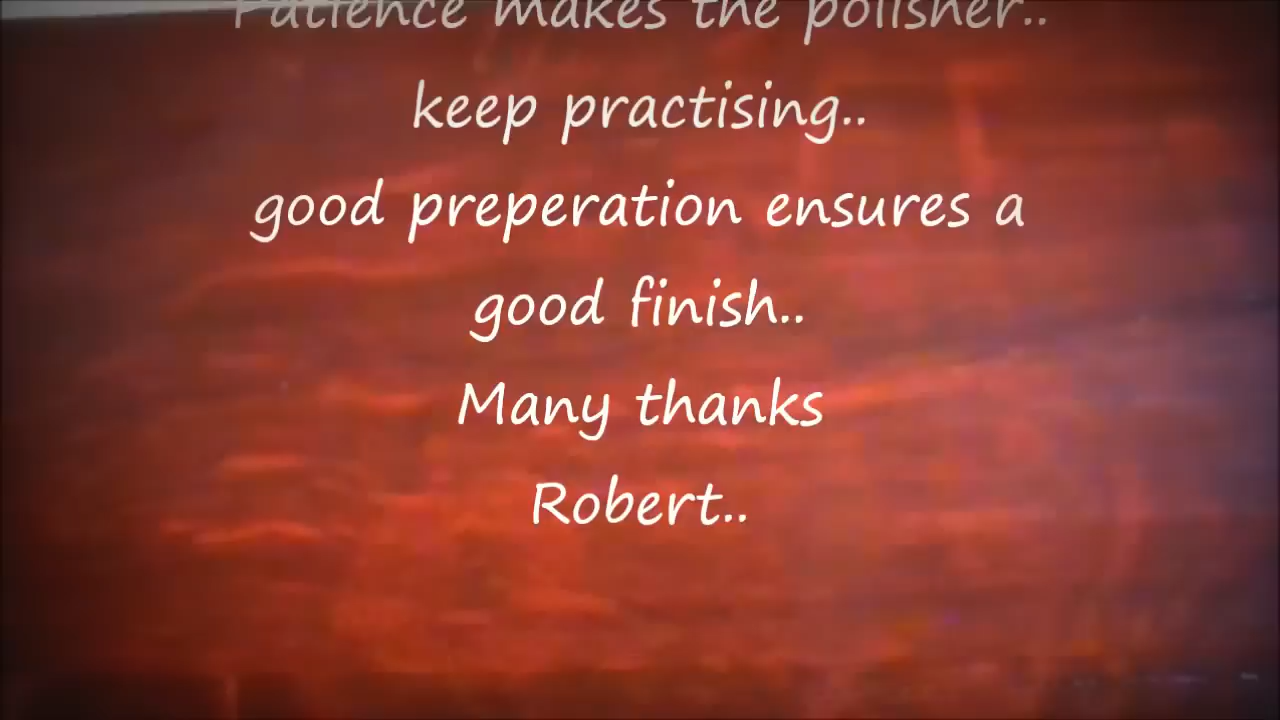 Patience makes the polisher..
keep practising..
good preperation ensures a
good finish..
Many thanks
Robert..